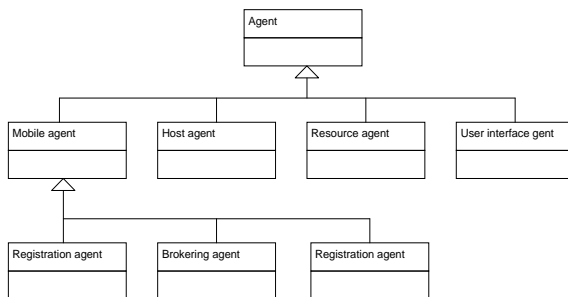 Agent
Mobile agent
Host agent
Resource agent
User interface gent
Registration agent
Brokering agent
Registration agent